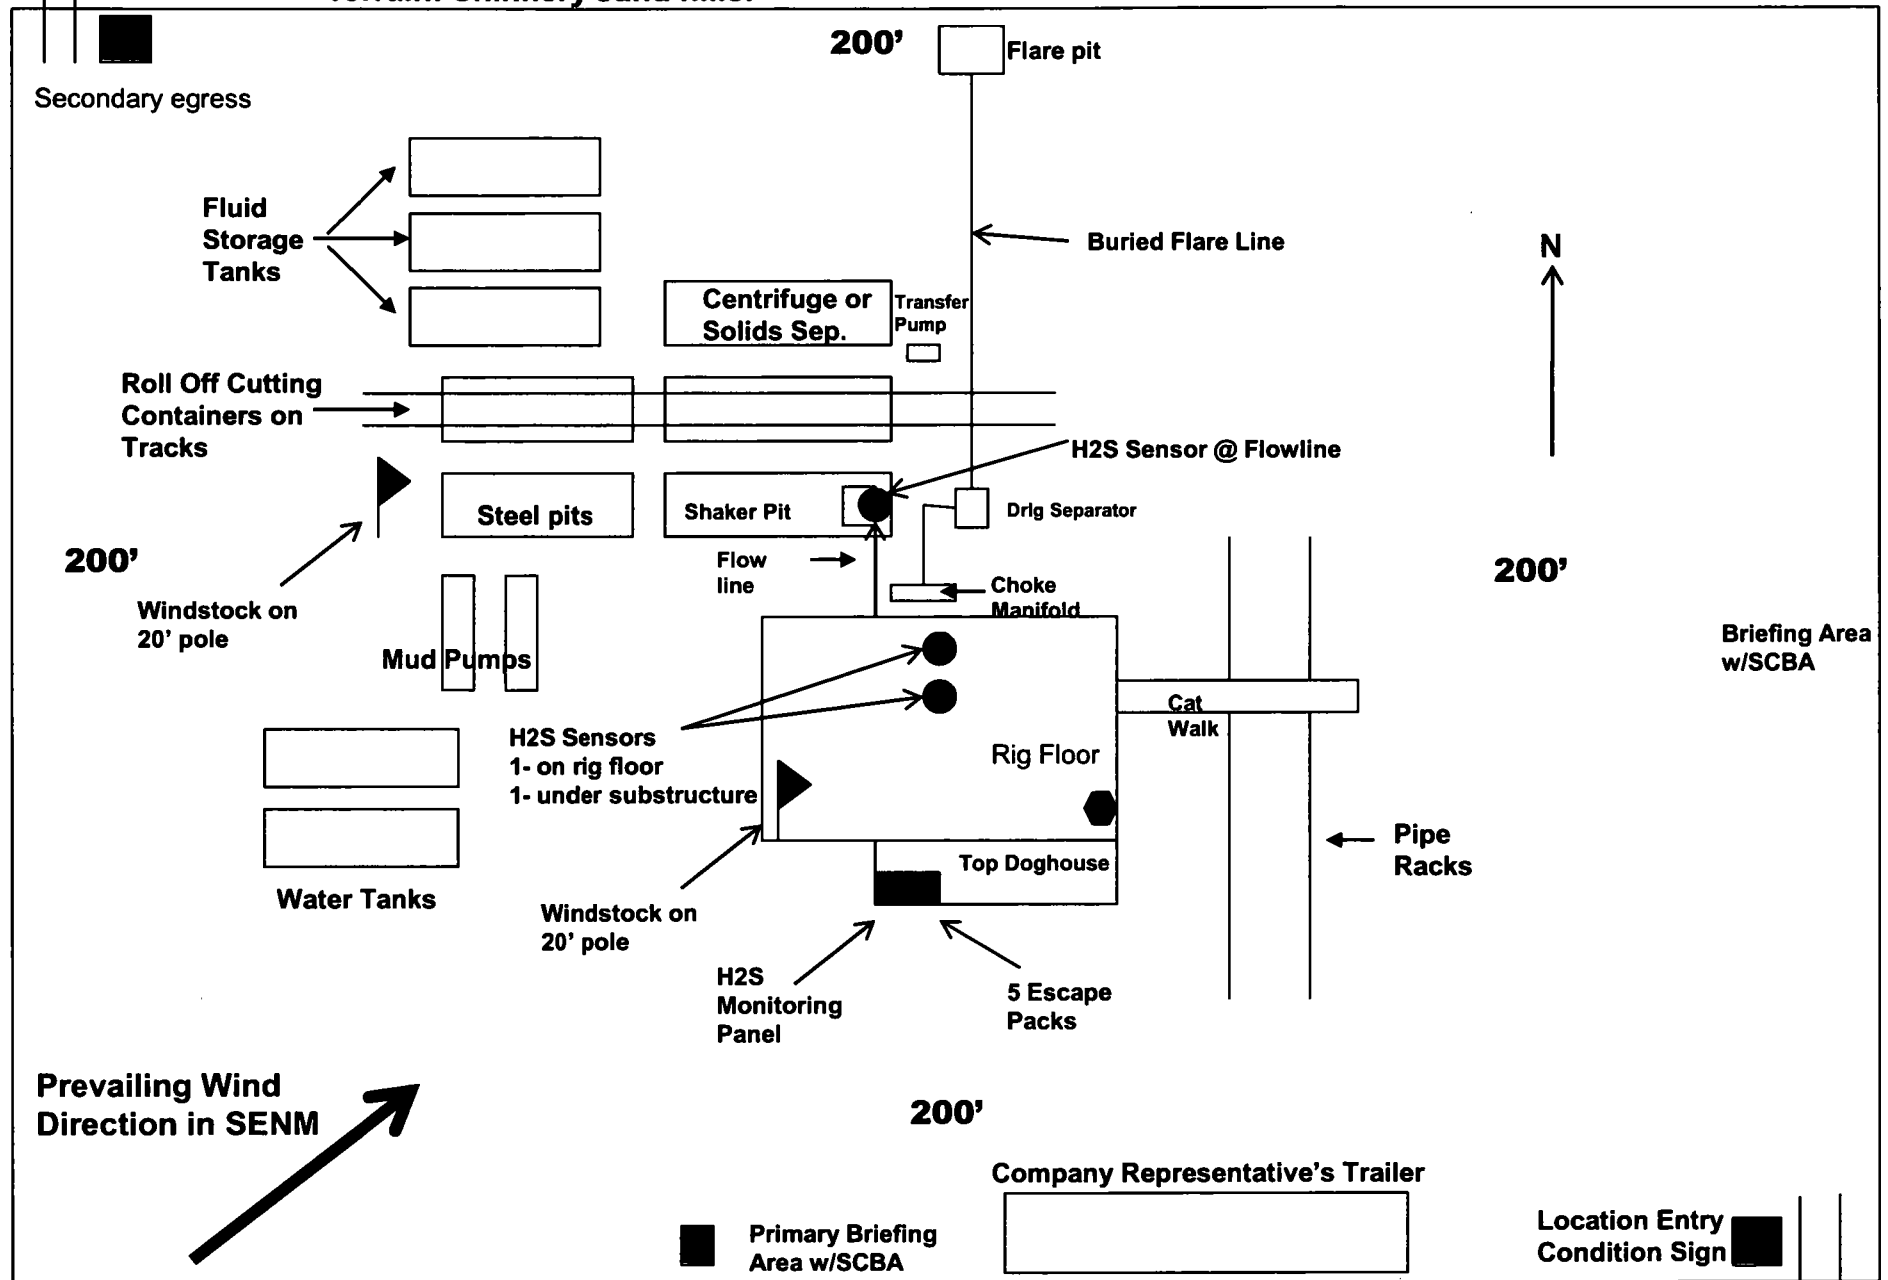 200'
Flare pit
Secondary egress
Fluid
Storage
Tanks
Buried Flare Line
N
Centrifuge or
Solids Sep.
Transfer
Pump
Roll Off Cutting
Containers on
Tracks
H2S Sensor @ Flowline
Steel pits
Shaker Pit
Drlg Separator
200'
Flow
line
200'
Choke
Manifold
Windstock on
20' pole
Briefing Area
w/SCBA
Mud Pumps
Cat
Walk
H2S Sensors
1- on rig floor
1- under substructure
Rig Floor
Pipe
Racks
Top Doghouse
Water Tanks
Windstock on
20' pole
H2S
Monitoring
Panel
5 Escape
Packs
Prevailing Wind
Direction in SENM
200'
Company Representative's Trailer
Primary Briefing
Area w/SCBA
Location Entry
Condition Sign